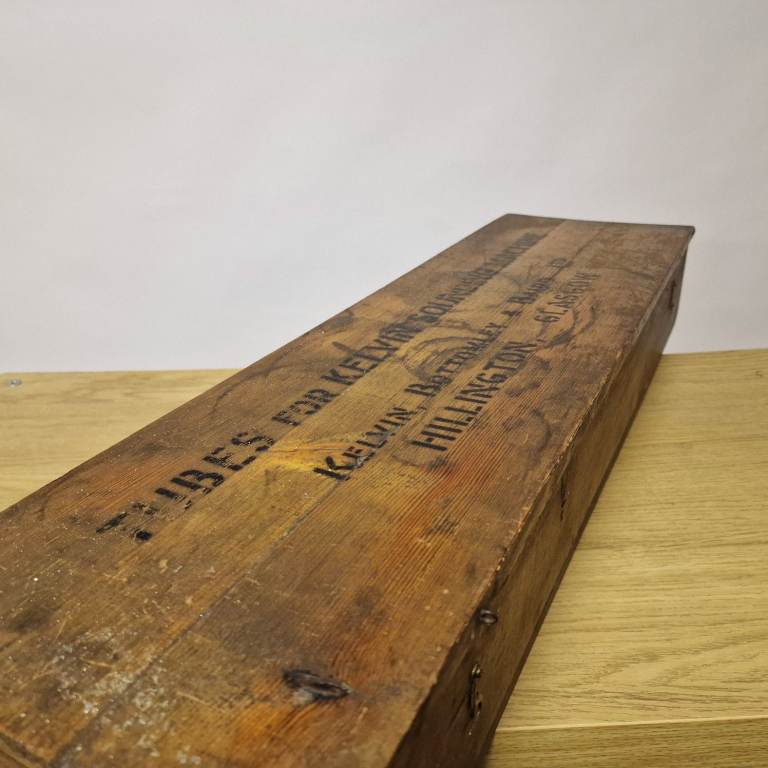 TUBES FOR KELVIN SOUNDING MACHINE
KELVIN, BOTTOMLEY & BAIRD LTD
HILLINGTON, GLASGOW